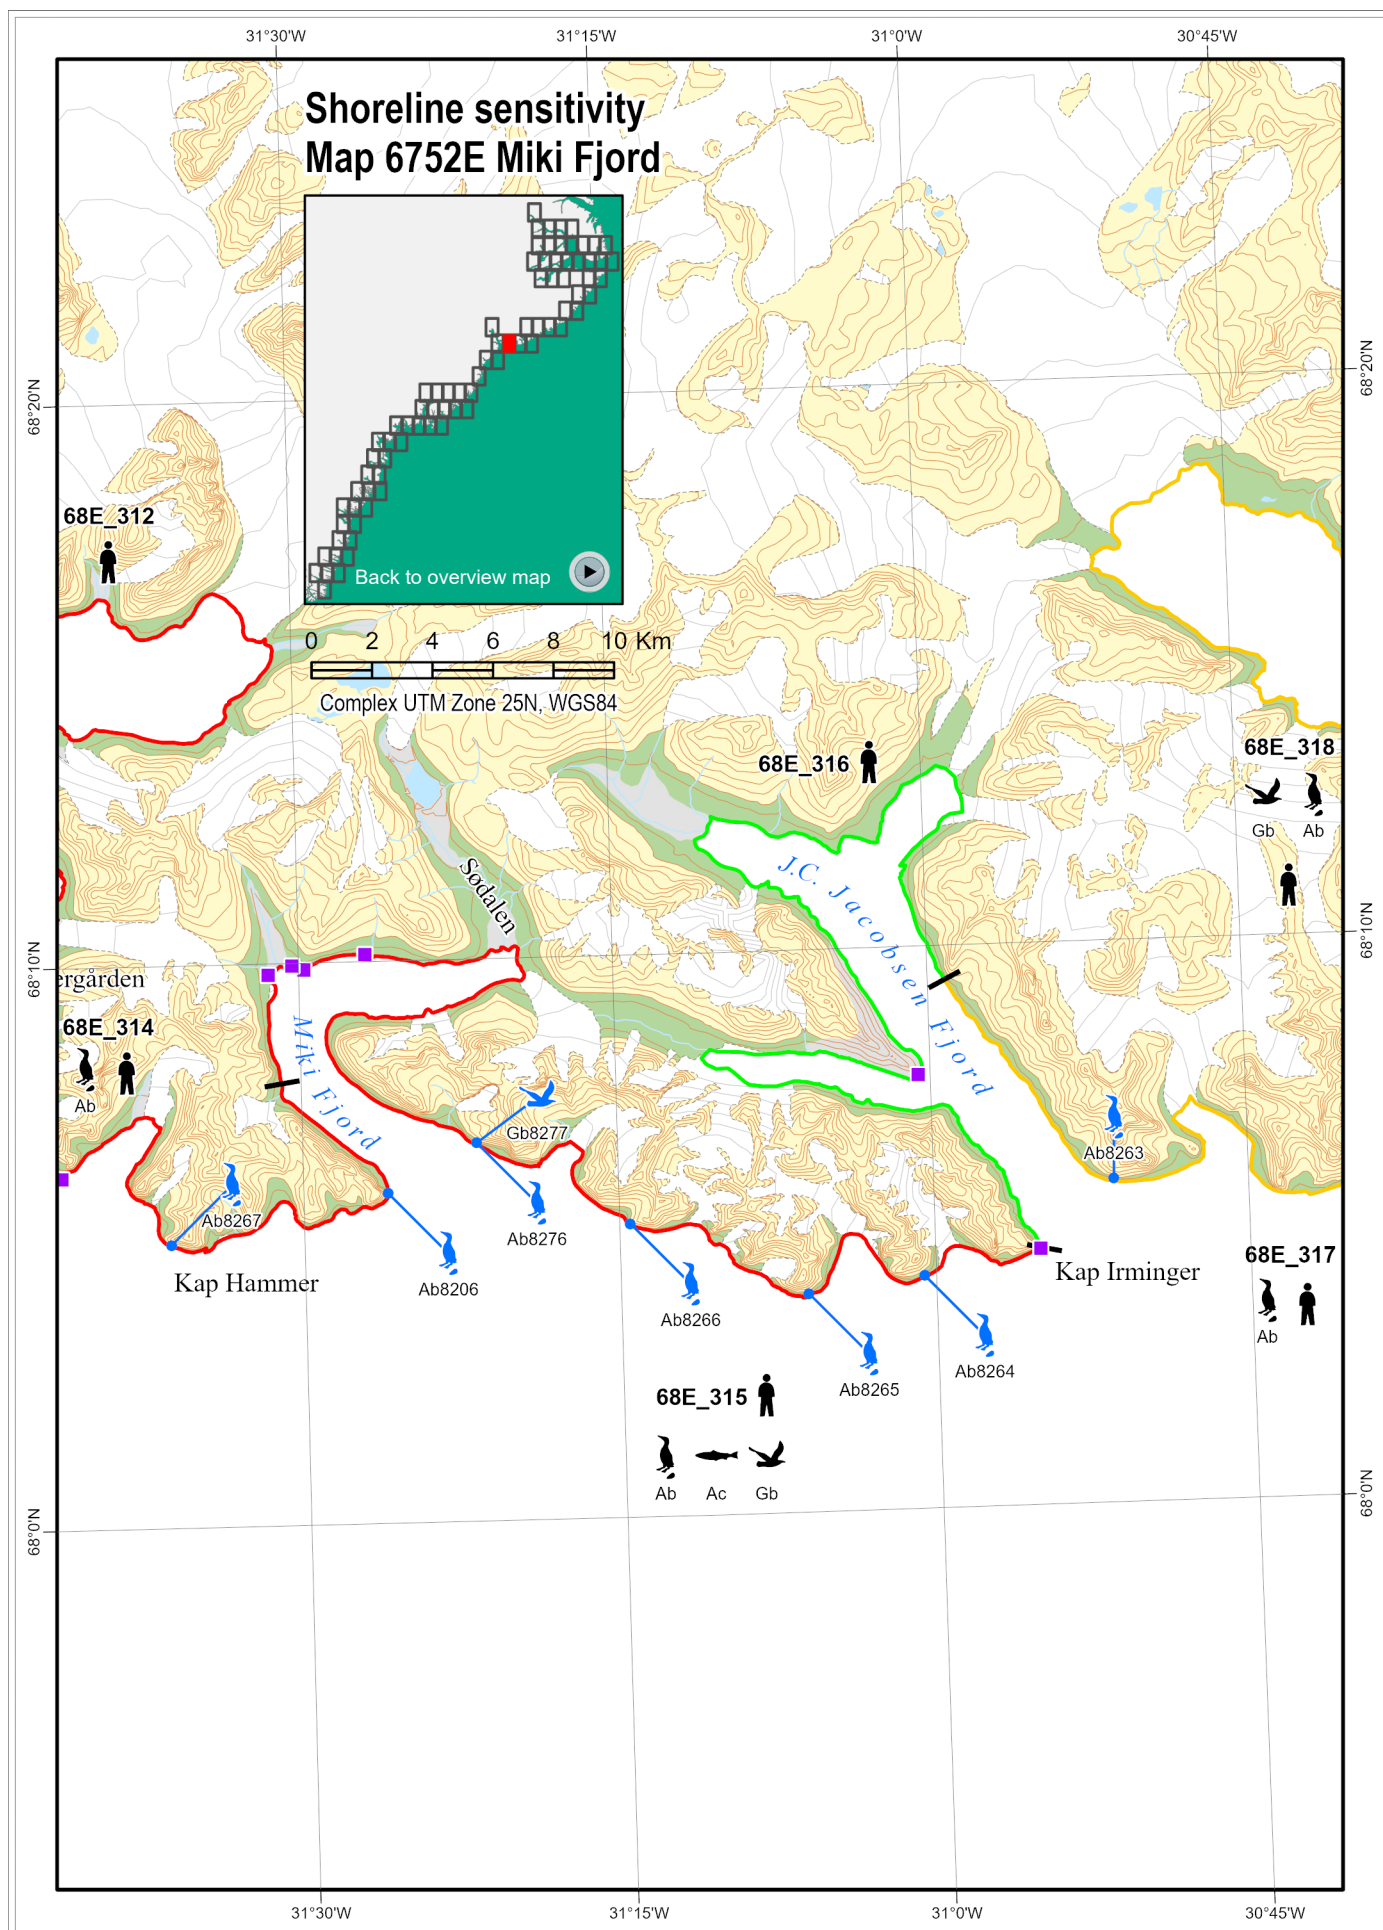 31°30'W
31°15'W
31°0'W
30°45'W
Shoreline sensitivity
Map 6752E Miki Fjord
Back to overview map
0 2 4 6 8 10 Km
Complex UTM Zone 25N, WGS84
68°20'N
68°20'N
68E_312
68E_316
68E_318
Gb Ab
Sødalen
J.C. Jacobsen Fjord
68°10'N
68°10'N
ergården
68E_314
Ab
Miki Fjord
Gb8277
Ab8263
Ab8267
Ab8276
Kap Hammer
Ab8206
Ab8266
Kap Irminger
68E_317
Ab
Ab8265
Ab8264
68E_315
Ab Ac Gb
68°0'N
68°0'N
31°30'W
31°15'W
31°0'W
30°45'W